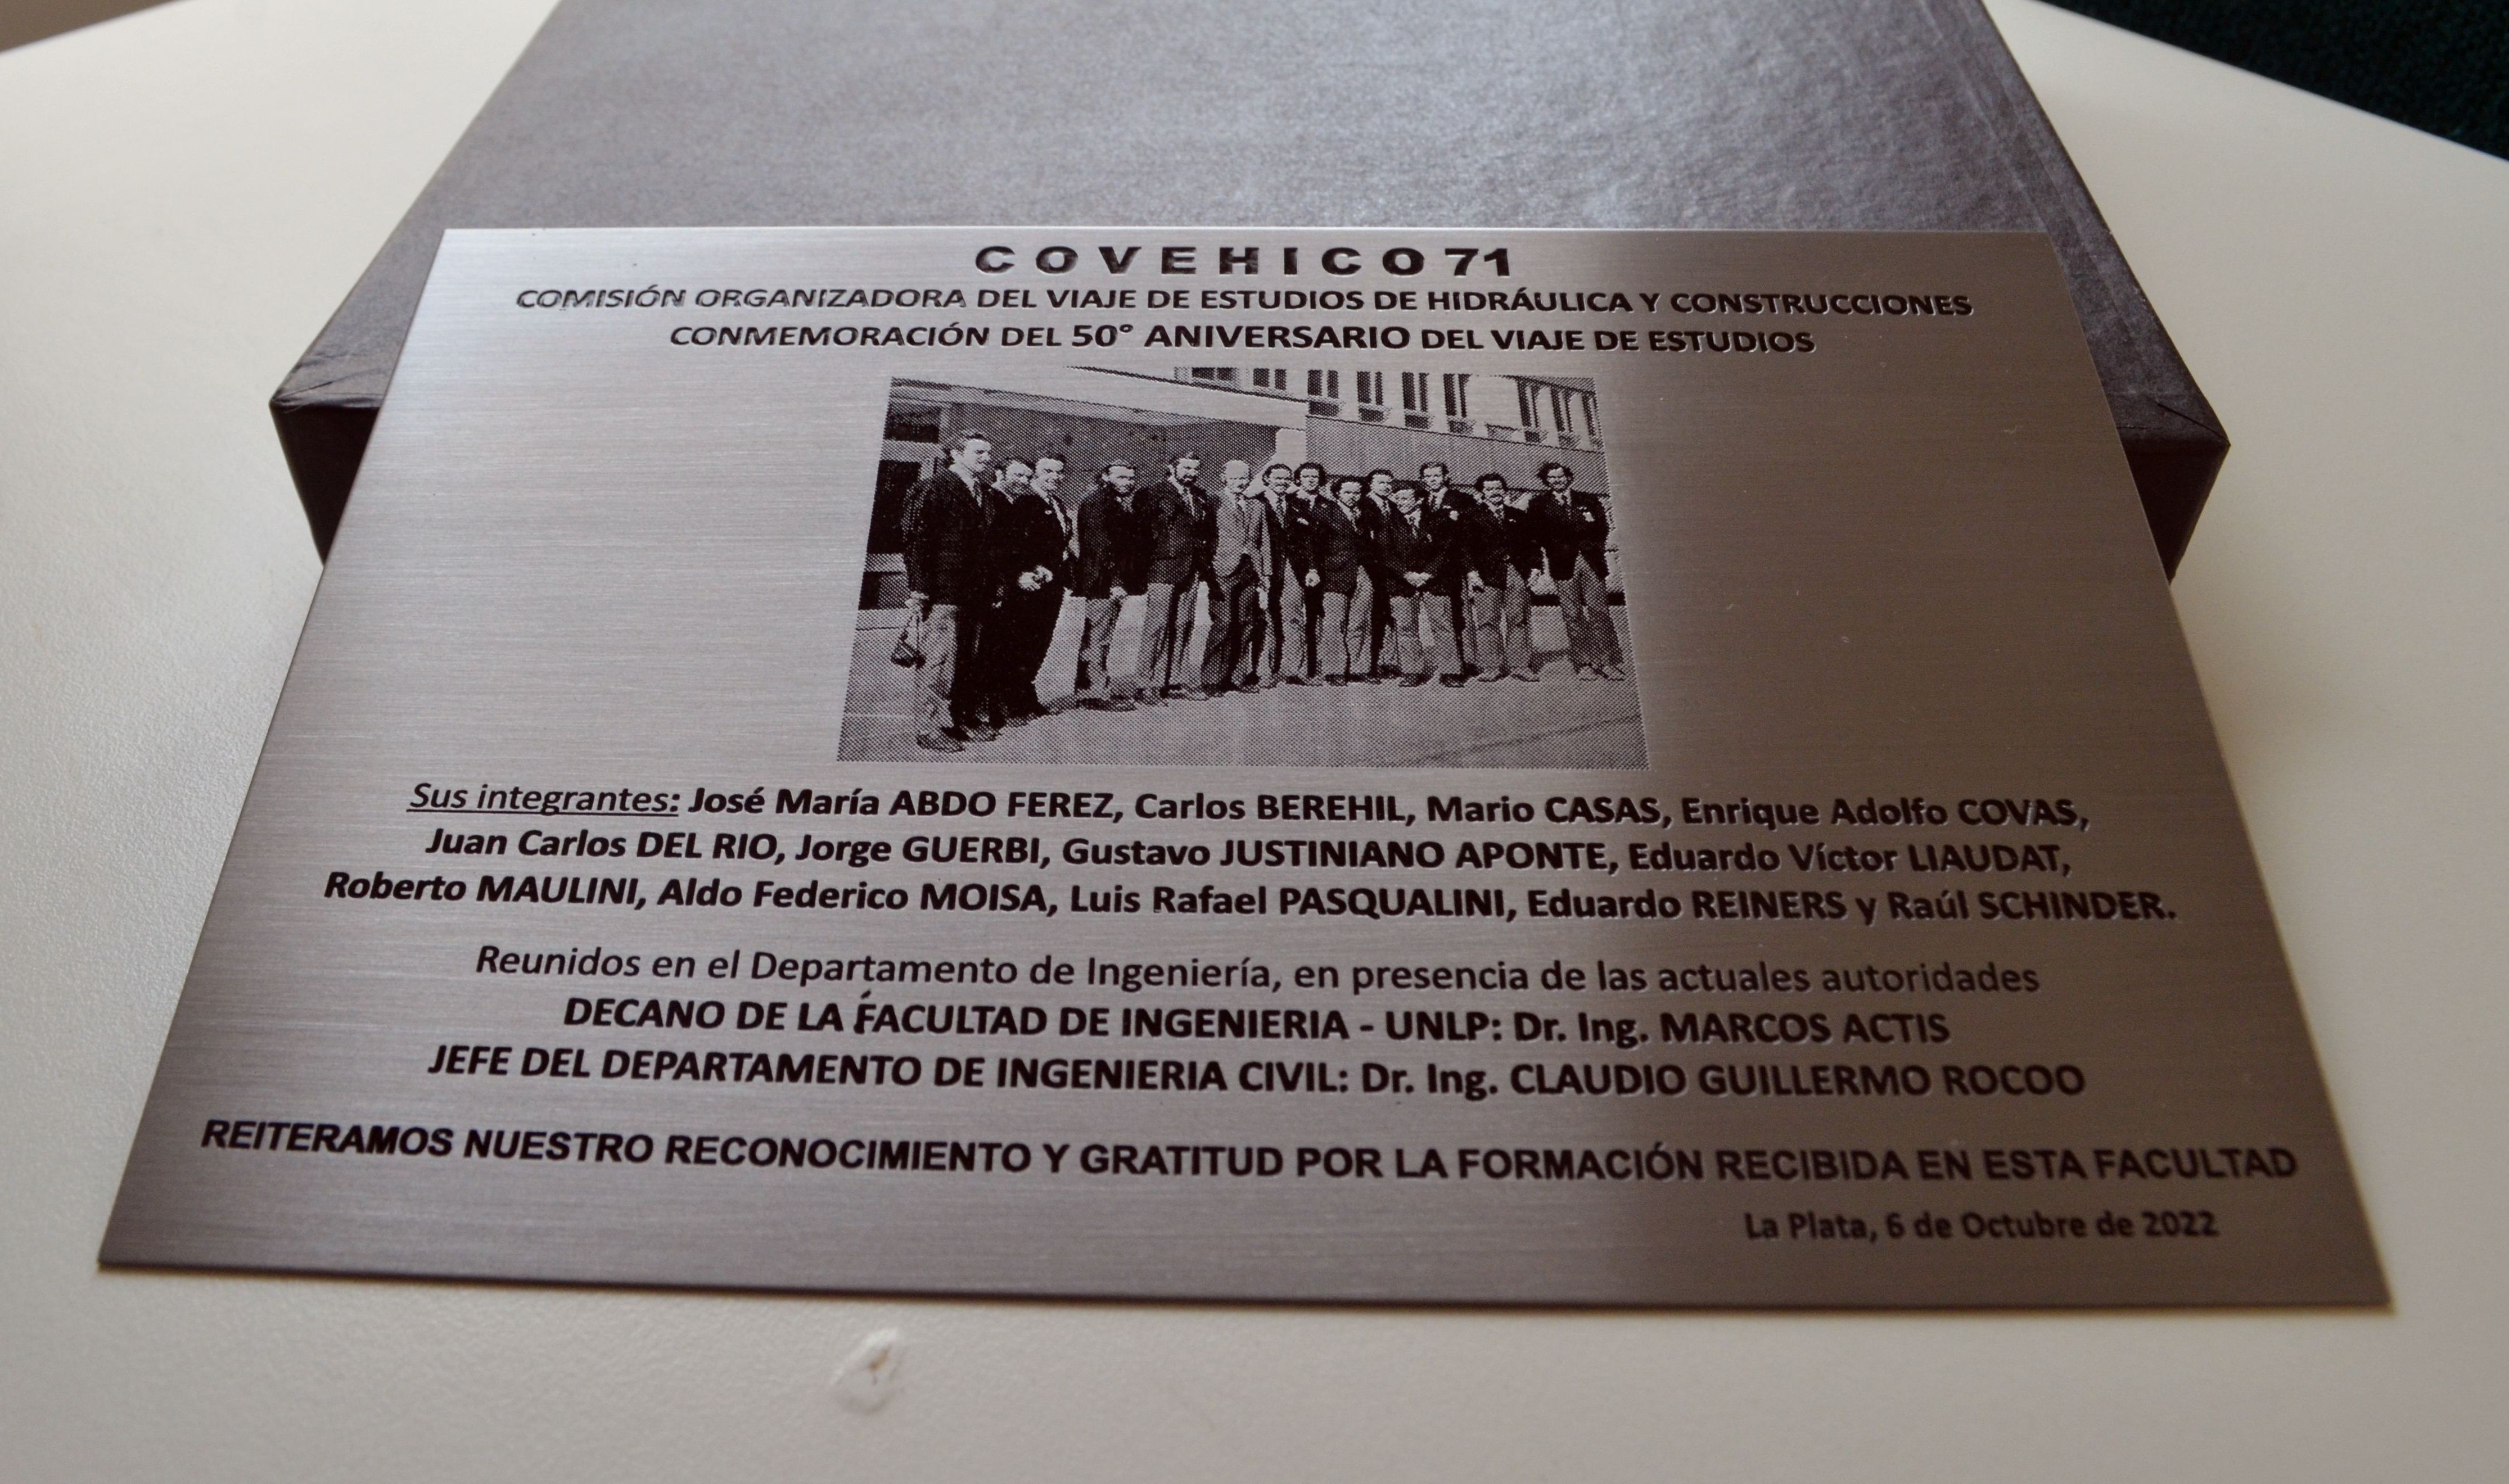 COVEHICO 71
COMISIÓN ORGANIZADORA DEL VIAJE DE ESTUDIOS DE HIDRÁULICA Y CONSTRUCCIONES
CONMEMORACIÓN DEL 50° ANIVERSARIO DEL VIAJE DE ESTUDIOS
Sus integrantes: José María ABDO FEREZ, Carlos BEREHIL, Mario CASAS, Enrique Adolfo COVAS,
Juan Carlos DEL RIO, Jorge GUERBI, Gustavo JUSTINIANO APONTE, Eduardo Víctor LIAUDAT,
Roberto MAULINI, Aldo Federico MOISA, Luis Rafael PASQUALINI, Eduardo REINERS y Raúl SCHINDER.
Reunidos en el Departamento de Ingeniería, en presencia de las actuales autoridades
DECANO DE LA FACULTAD DE INGENIERIA - UNLP: Dr. Ing. MARCOS ACTIS
JEFE DEL DEPARTAMENTO DE INGENIERIA CIVIL: Dr. Ing. CLAUDIO GUILLERMO ROCOO
REITERAMOS NUESTRO RECONOCIMIENTO Y GRATITUD POR LA FORMACIÓN RECIBIDA EN ESTA FACULTAD
La Plata, 6 de Octubre de 2022